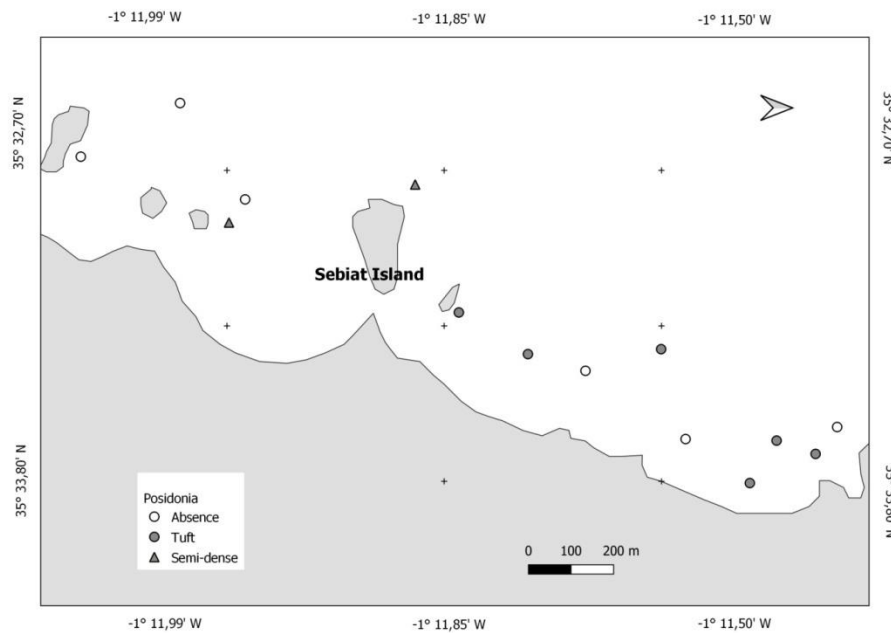 -1° 11,99' W
-1° 11,85' W
-1° 11,50' W
35° 32,70' N
35° 32,70' N
Sebiat Island
35° 33,80' N
35° 33,80' N
Posidonia
Absence
Tuft
Semi-dense
0 100 200 m
-1° 11,99' W
-1° 11,85' W
-1° 11,50' W